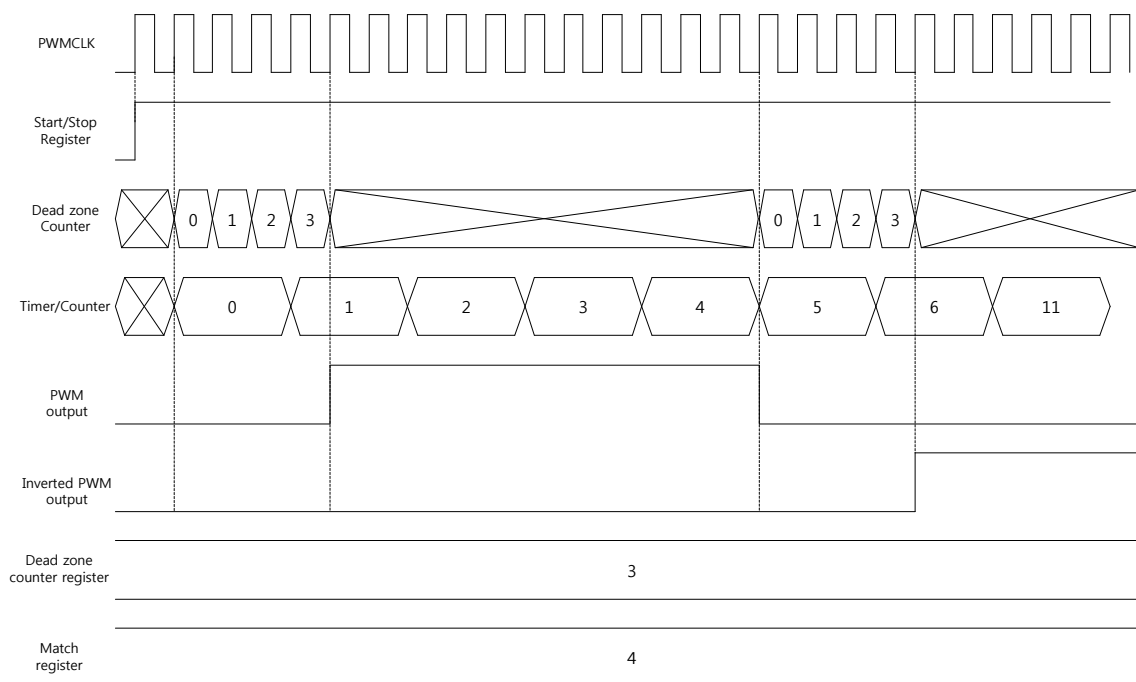 PWMCLK
Start/Stop
Register
Dead zone
Counter
0 1 2 3 0 1 2 3
Timer/Counter 0 1 2 3 4 5 6 11
PWM
output
Inverted PWM
output
Dead zone
counter register
3
Match
register
4